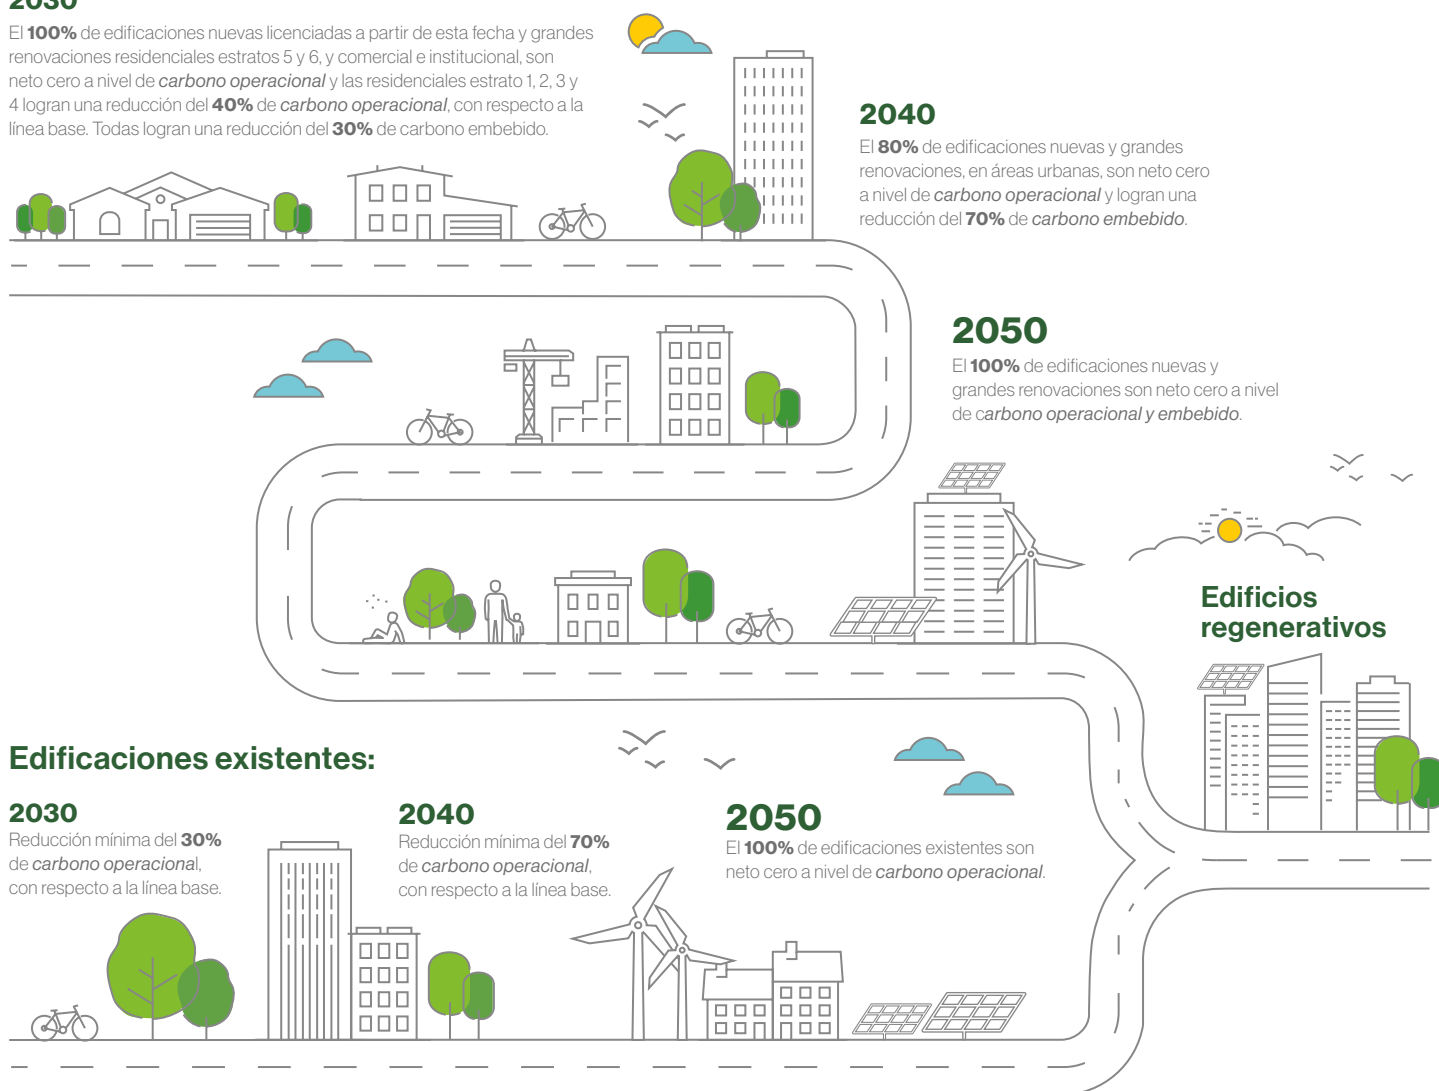 2030
El 100% de edificaciones nuevas licenciadas a partir de esta fecha y grandes
renovaciones residenciales estratos 5 y 6, y comercial e institucional, son
neto cero a nivel de carbono operacional y las residenciales estrato 1, 2, 3 y
4 logran una reducción del 40% de carbono operacional, con respecto a la
línea base. Todas logran una reducción del 30% de carbono embebido.
2040
El 80% de edificaciones nuevas y grandes
renovaciones, en áreas urbanas, son neto cero
a nivel de carbono operacional y logran una
reducción del 70% de carbono embebido.
2050
El 100% de edificaciones nuevas y
grandes renovaciones son neto cero a nivel
de carbono operacional y embebido.
Edificios
regenerativos
Edificaciones existentes:
2030
Reducción mínima del 30%
de carbono operacional,
con respecto a la línea base.
2040
Reducción mínima del 70%
de carbono operacional,
con respecto a la línea base.
2050
El 100% de edificaciones existentes son
neto cero a nivel de carbono operacional.